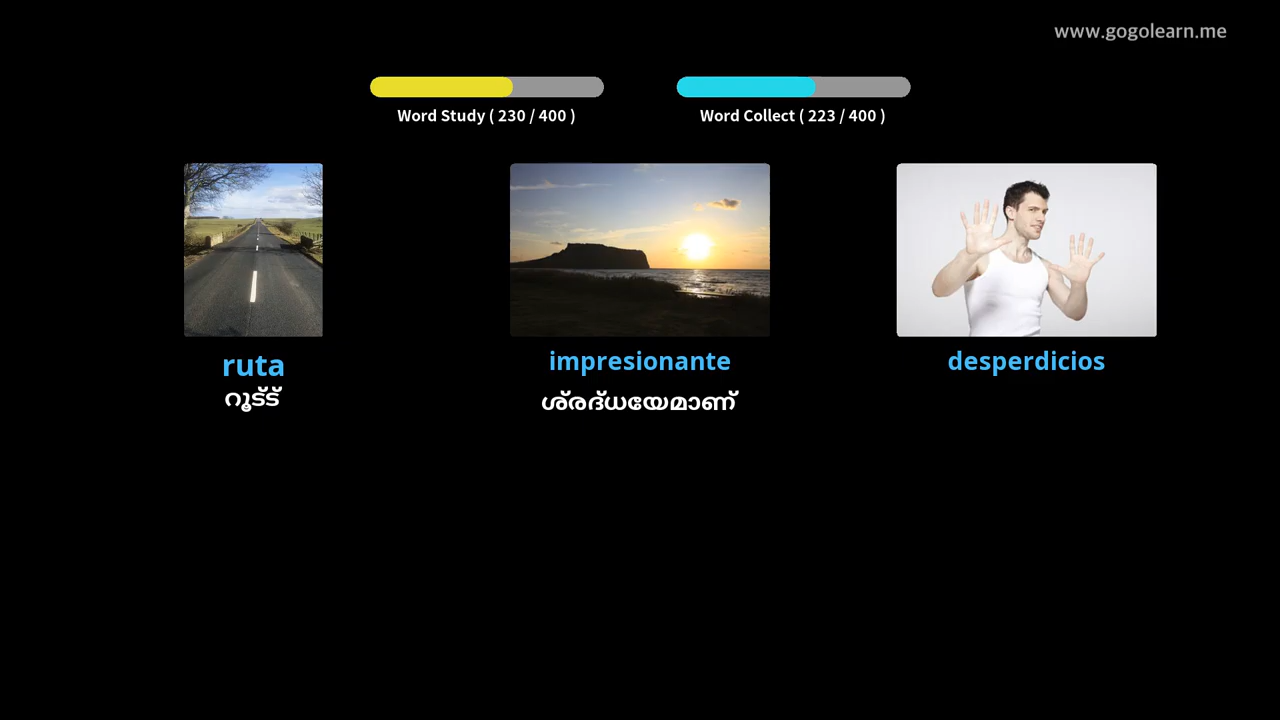 www.gogolearn.me
Word Study ( 230 / 400 )
Word Collect ( 223 / 400 )
ruta
impresionante
desperdicios
റൂട്ട്
ശ്രദ്ധയേമാണ്